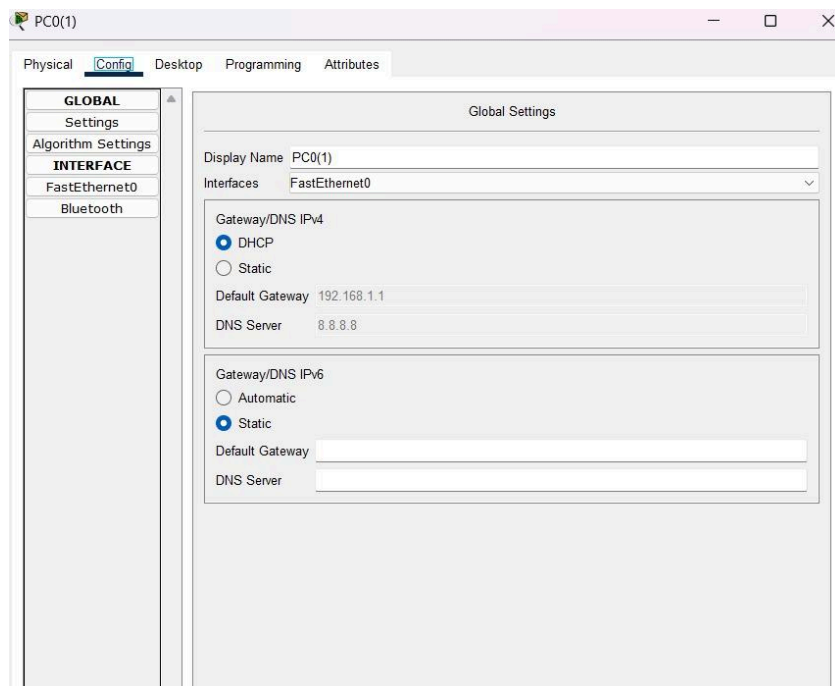 PC0(1)
Physical Config Desktop Programming Attributes
GLOBAL
Settings
Algorithm Settings
INTERFACE
FastEthernet0
Bluetooth
Global Settings
Display Name PC0(1)
Interfaces FastEthernet0
Gateway/DNS IPv4
DHCP
Static
Default Gateway 192.168.1.1
DNS Server 8.8.8.8
Gateway/DNS IPv6
Automatic
Static
Default Gateway
DNS Server